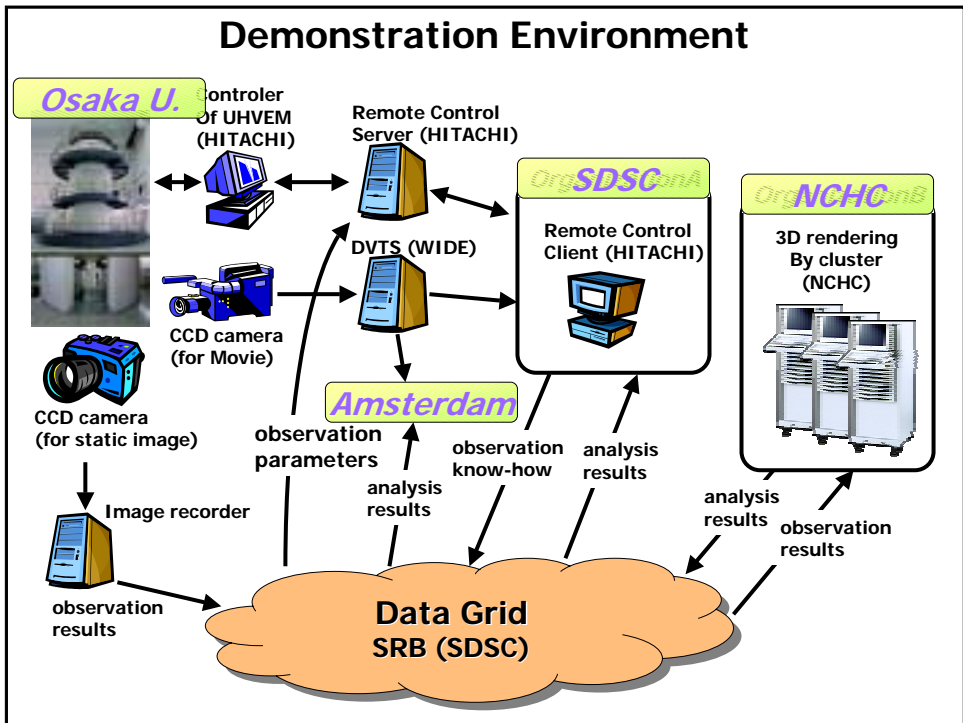 Demonstration Environment
Osaka U.
Controler
Of UHVEM
(HITACHI)
Remote Control
Server (HITACHI)
OrganizationA
SDSC
OrganizationB
NCHC
Remote Control
Client (HITACHI)
3D rendering
By cluster
(NCHC)
DVTS (WIDE)
CCD camera
(for Movie)
CCD camera
(for static image)
Amsterdam
observation
parameters
analysis
results
observation
know-how
analysis
results
analysis
results
observation
results
Image recorder
observation
results
Data Grid
SRB (SDSC)